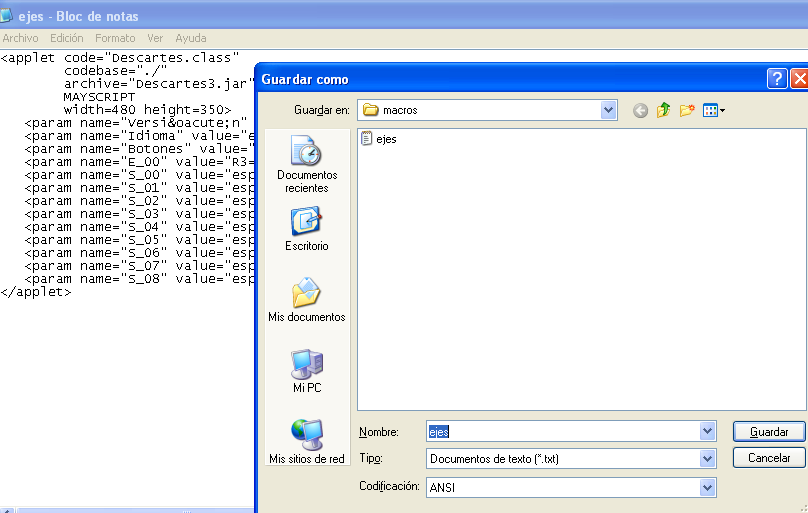 ejes - Bloc de notas
Archivo Edición Formato Ver Ayuda
<applet code="Descartes.class"
codebase="./"
archive="Descartes3.jar"
MAYSCRIPT
width=480 height=350>
<param name="Versi&oacute;n"
<param name="Idioma" value="e
<param name="Botones" value="
<param name="E_00" value="R3=
<param name="S_00" value="esp
<param name="S_01" value="esp
<param name="S_02" value="esp
<param name="S_03" value="esp
<param name="S_04" value="esp
<param name="S_05" value="esp
<param name="S_06" value="esp
<param name="S_07" value="esp
<param name="S_08" value="esp
</applet>
Guardar como
Guardar en: macros
ejes
Documentos
recientes
Escritorio
Mis documentos
Mi PC
Mis sitios de red
Nombre: ejes
Guardar
Tipo: Documentos de texto (*.txt)
Cancelar
Codificación: ANSI